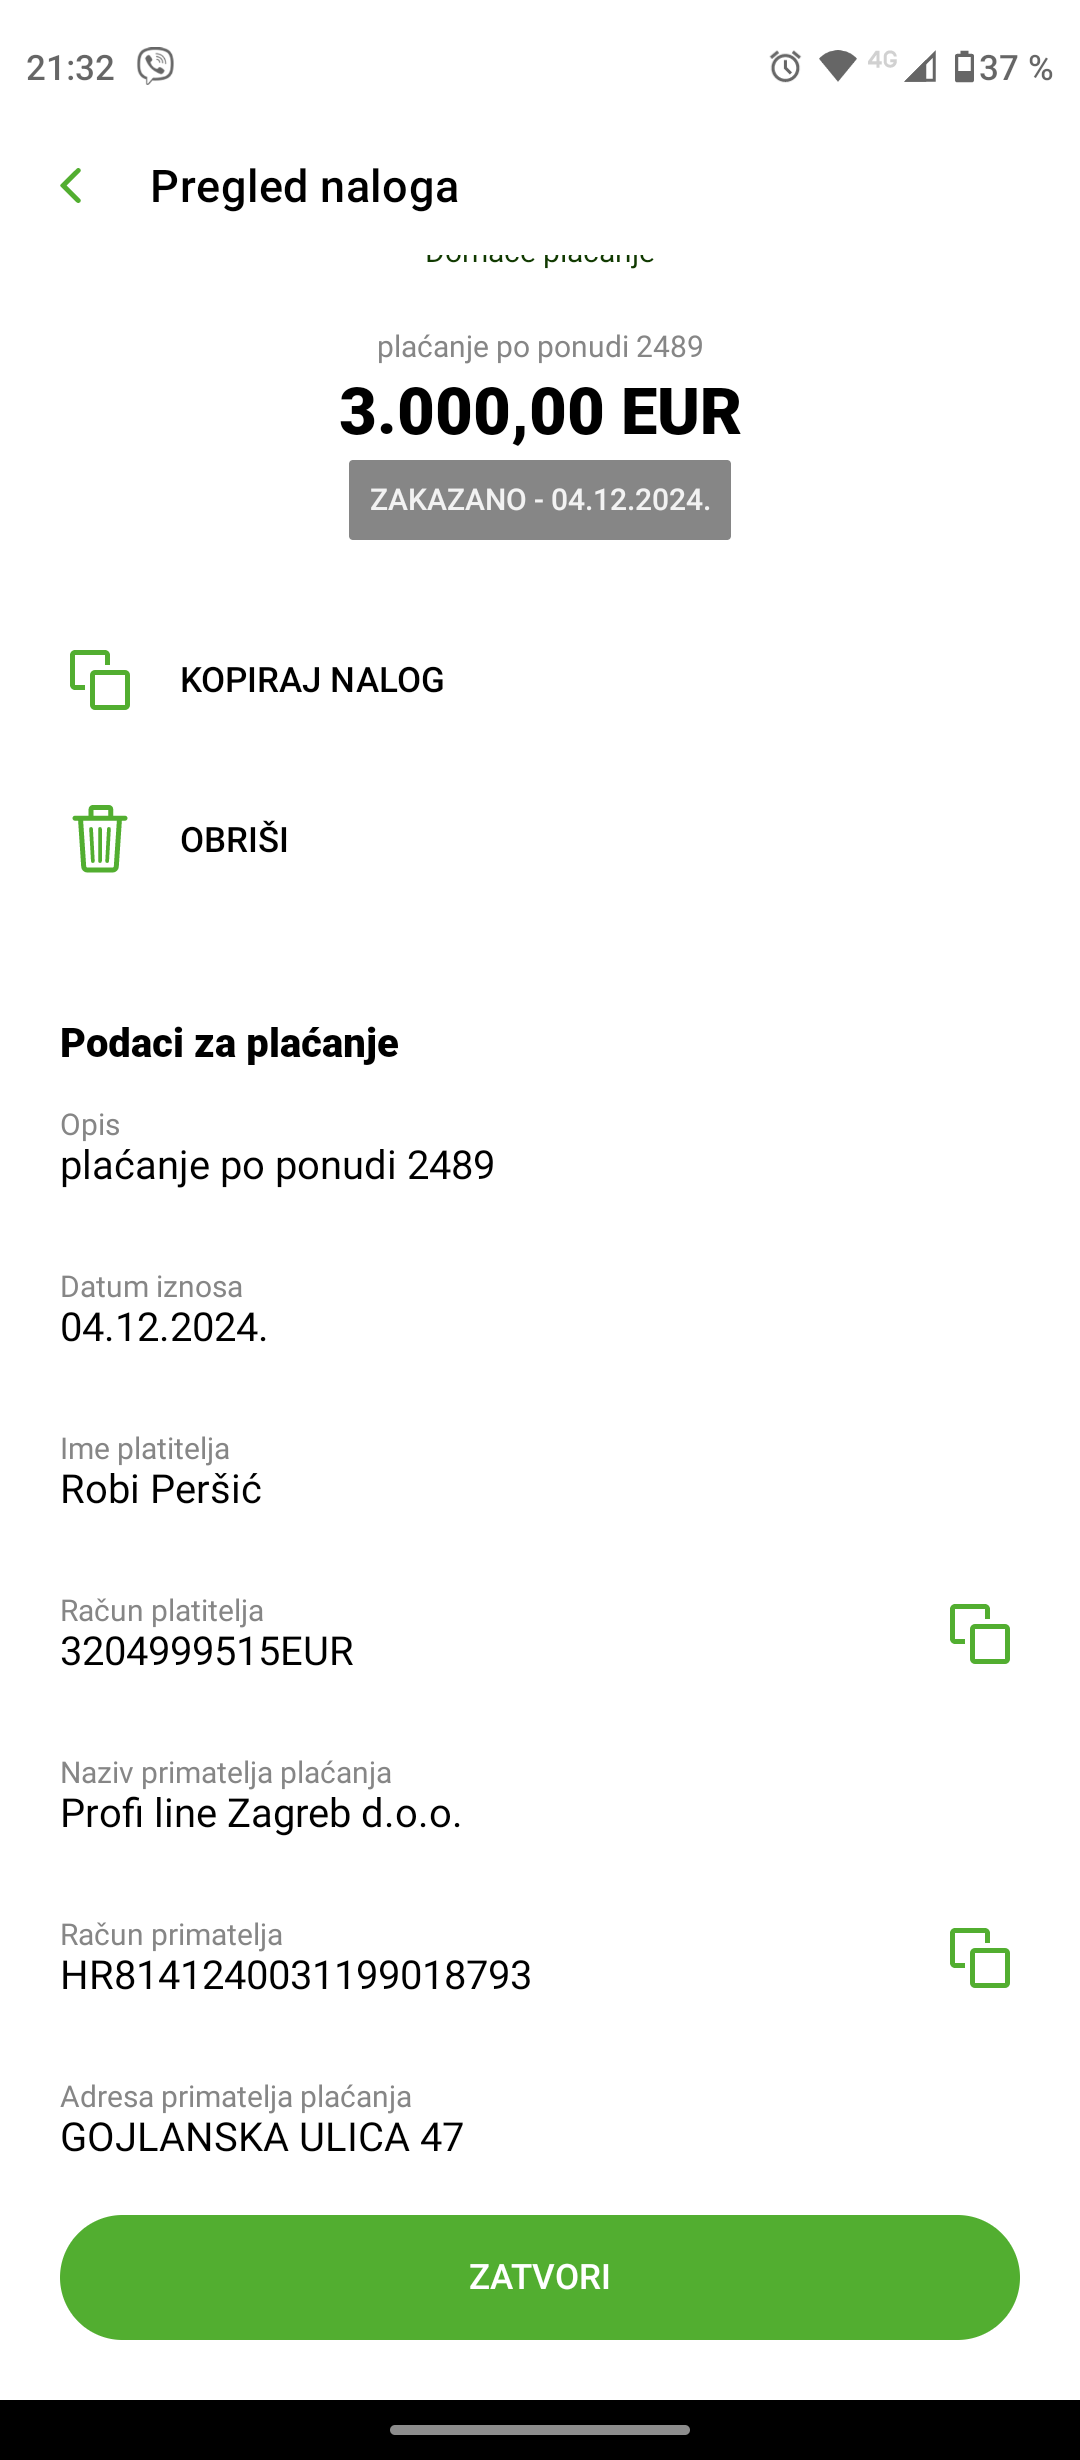 21:32
4G
37 %
Pregled naloga
Domaće plaćanje
plaćanje po ponudi 2489
3.000,00 EUR
ZAKAZANO - 04.12.2024.
KOPIRAJ NALOG
OBRIŠI
Podaci za plaćanje
Opis
plaćanje po ponudi 2489
Datum iznosa
04.12.2024.
Ime platitelja
Robi Peršić
Račun platitelja
3204999515EUR
Naziv primatelja plaćanja
Profi line Zagreb d.o.o.
Račun primatelja
HR8141240031199018793
Adresa primatelja plaćanja
GOJLANSKA ULICA 47
ZATVORI